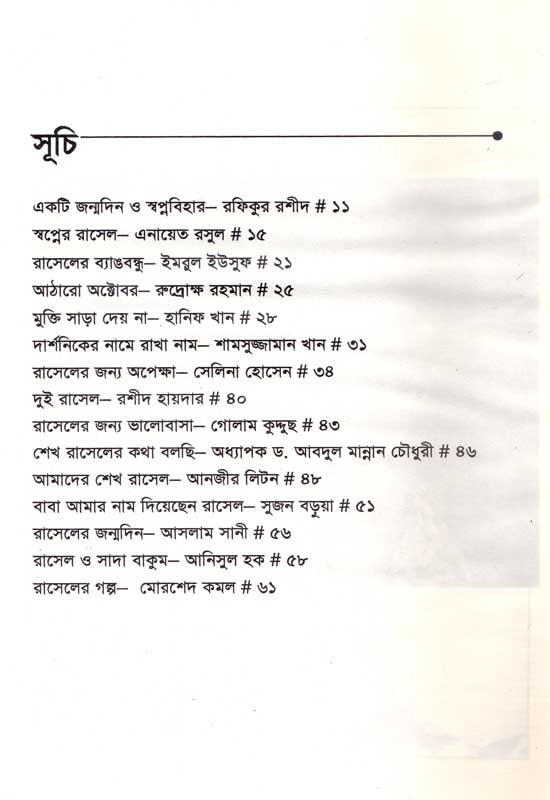 সূচি
একটি জন্মদিন ও স্বপ্নবিহার– রফিকুর রশীদ # ১১
স্বপ্নের রাসেল– এনায়েত রসুল # ১৫
রাসেলের ব্যাঙবন্ধু– ইমরুল ইউসুফ # ২১
আঠারো অক্টোবর– রুদ্রোক্ষ রহমান # ২৫
মুক্তি সাড়া দেয় না– হানিফ খান # ২৮
দার্শনিকের নামে রাখা নাম– শামসুজ্জামান খান # ৩১
রাসেলের জন্য অপেক্ষা– সেলিনা হোসেন # ৩৪
দুই রাসেল– রশীদ হায়দার # ৪০
রাসেলের জন্য ভালোবাসা– গোলাম কুদ্দুছ # ৪৩
শেখ রাসেলের কথা বলছি– অধ্যাপক ড. আবদুল মান্নান চৌধুরী # ৪৬
আমাদের শেখ রাসেল– আনজীর লিটন # ৪৮
বাবা আমার নাম দিয়েছেন রাসেল– সুজন বড়ুয়া # ৫১
রাসেলের জন্মদিন– আসলাম সানী # ৫৬
রাসেল ও সাদা বাকুম– আনিসুল হক # ৫৮
রাসেলের গল্প– মোরশেদ কমল # ৬১